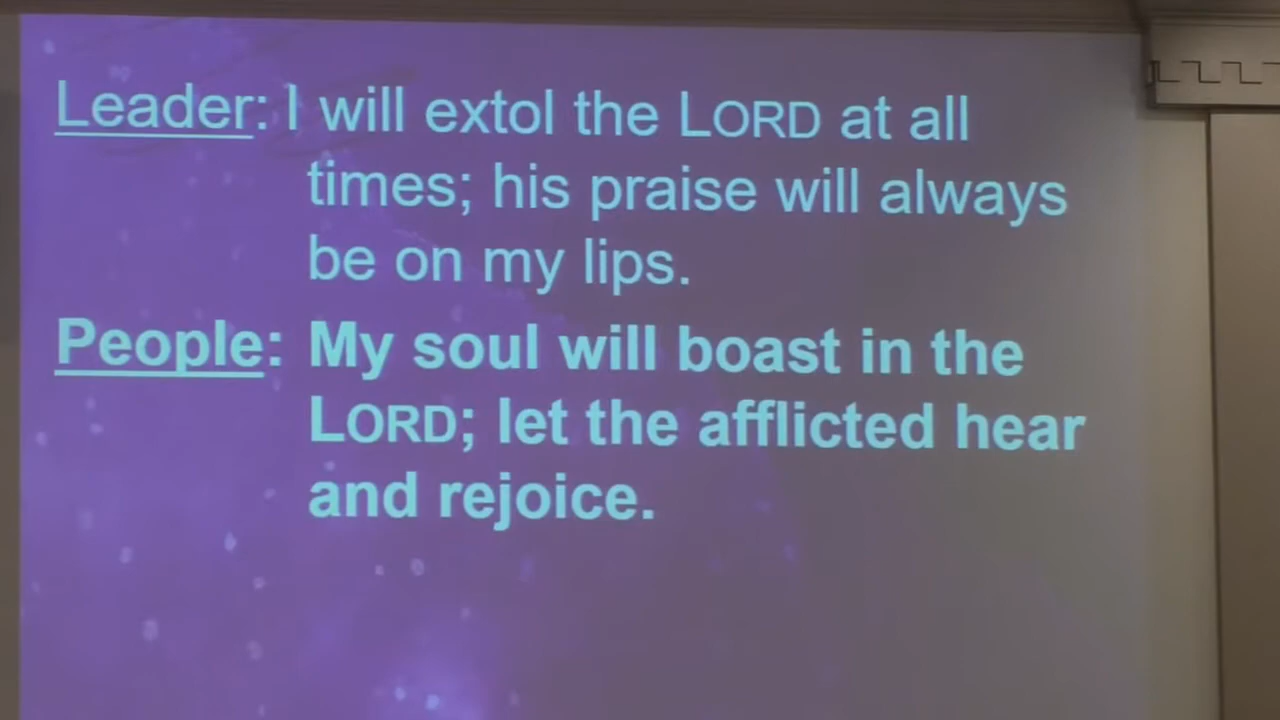 Leader: I will extol the LORD at all
times; his praise will always
be on my lips.
People: My soul will boast in the
LORD; let the afflicted hear
and rejoice.